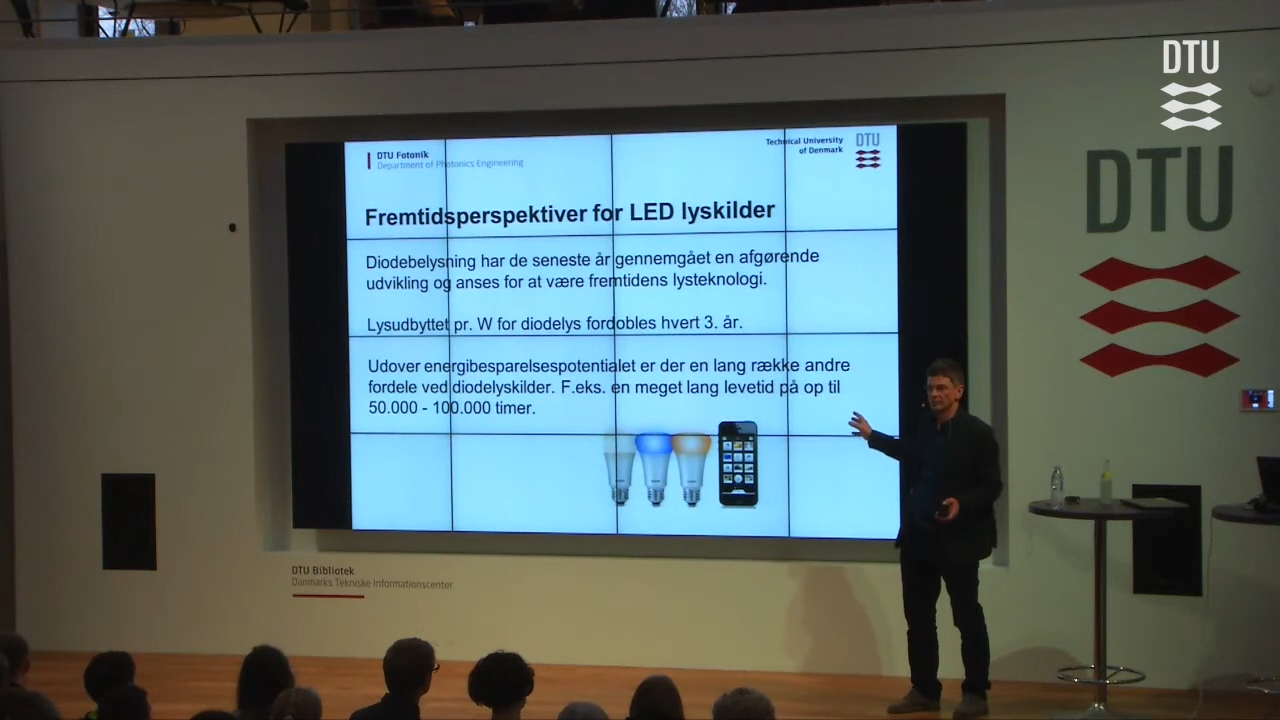 DTU
DTU
DTU Fotonik
Department of Photonics Engineering
Technical University
of Denmark
DTU
Fremtidsperspektiver for LED lyskilder
Diodebelysning har de seneste år gennemgået en afgørende
udvikling og anses for at være fremtidens lysteknologi.
Lysudbyttet pr. W for diodelys fordobles hvert 3. år.
Udover energibesparelsespotentialet er der en lang række andre
fordele ved diodelyskilder. F.eks. en meget lang levetid på op til
50.000 - 100.000 timer.
DTU Bibliotek
Danmarks Tekniske Informationscenter